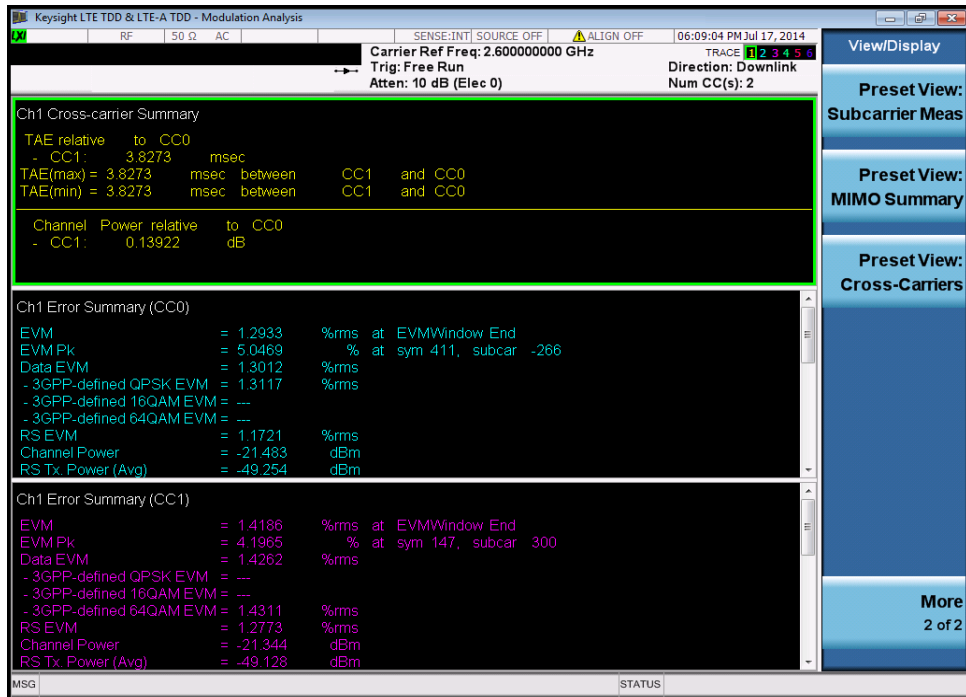 Keysight LTE TDD & LTE-A TDD - Modulation Analysis
LXI RF 50 Ω AC SENSE:INT SOURCE OFF ALIGN OFF 06:09:04 PM Jul 17, 2014
Carrier Ref Freq: 2.600000000 GHz TRACE 1 2 3 4 5 6
Trig: Free Run Direction: Downlink
Atten: 10 dB (Elec 0) Num CC(s): 2
Ch1 Cross-carrier Summary
TAE relative to CC0
- CC1: 3.8273 msec
TAE(max) = 3.8273 msec between CC1 and CC0
TAE(min) = 3.8273 msec between CC1 and CC0
Channel Power relative to CC0
- CC1: 0.13922 dB
Ch1 Error Summary (CC0)
EVM = 1.2933 %rms at EVMWindow End
EVM Pk = 5.0469 % at sym 411, subcar -266
Data EVM = 1.3012 %rms
- 3GPP-defined QPSK EVM = 1.3117 %rms
- 3GPP-defined 16QAM EVM = ---
- 3GPP-defined 64QAM EVM = ---
RS EVM = 1.1721 %rms
Channel Power = -21.483 dBm
RS Tx. Power (Avg) = -49.254 dBm
Ch1 Error Summary (CC1)
EVM = 1.4186 %rms at EVMWindow End
EVM Pk = 4.1965 % at sym 147, subcar 300
Data EVM = 1.4262 %rms
- 3GPP-defined QPSK EVM = ---
- 3GPP-defined 16QAM EVM = ---
- 3GPP-defined 64QAM EVM = 1.4311 %rms
RS EVM = 1.2773 %rms
Channel Power = -21.344 dBm
RS Tx. Power (Avg) = -49.128 dBm
MSG STATUS
View/Display
Preset View:
Subcarrier Meas
Preset View:
MIMO Summary
Preset View:
Cross-Carriers
More
2 of 2